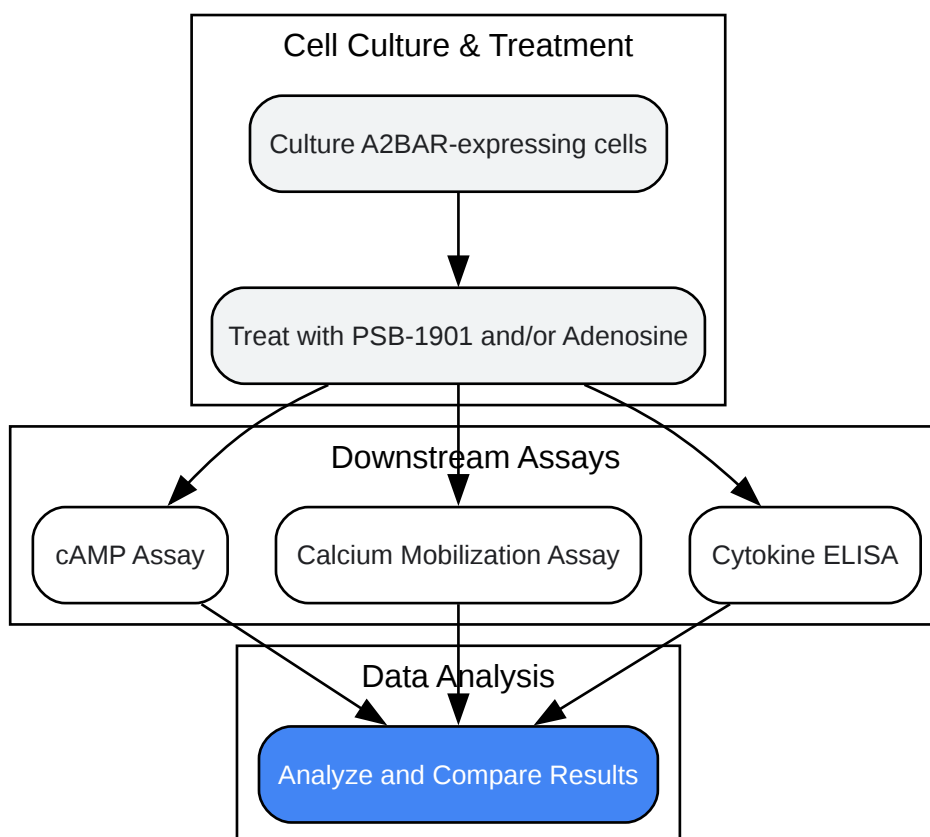 Cell Culture & Treatment
Culture A2BAR-expressing cells
Treat with PSB-1901 and/or Adenosine
Downstream Assays
cAMP Assay
Calcium Mobilization Assay
Cytokine ELISA
Data Analysis
Analyze and Compare Results